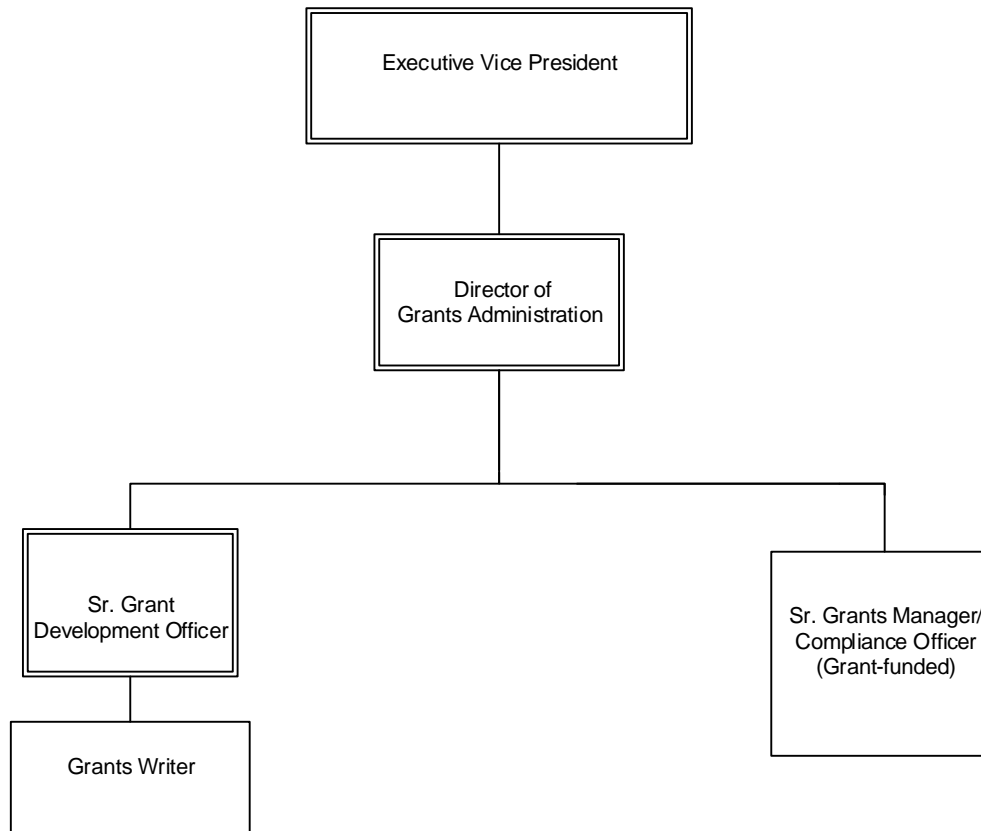 Executive Vice President
Director of
Grants Administration
Sr. Grant
Development Officer
Sr. Grants Manager/
Compliance Officer
(Grant-funded)
Grants Writer